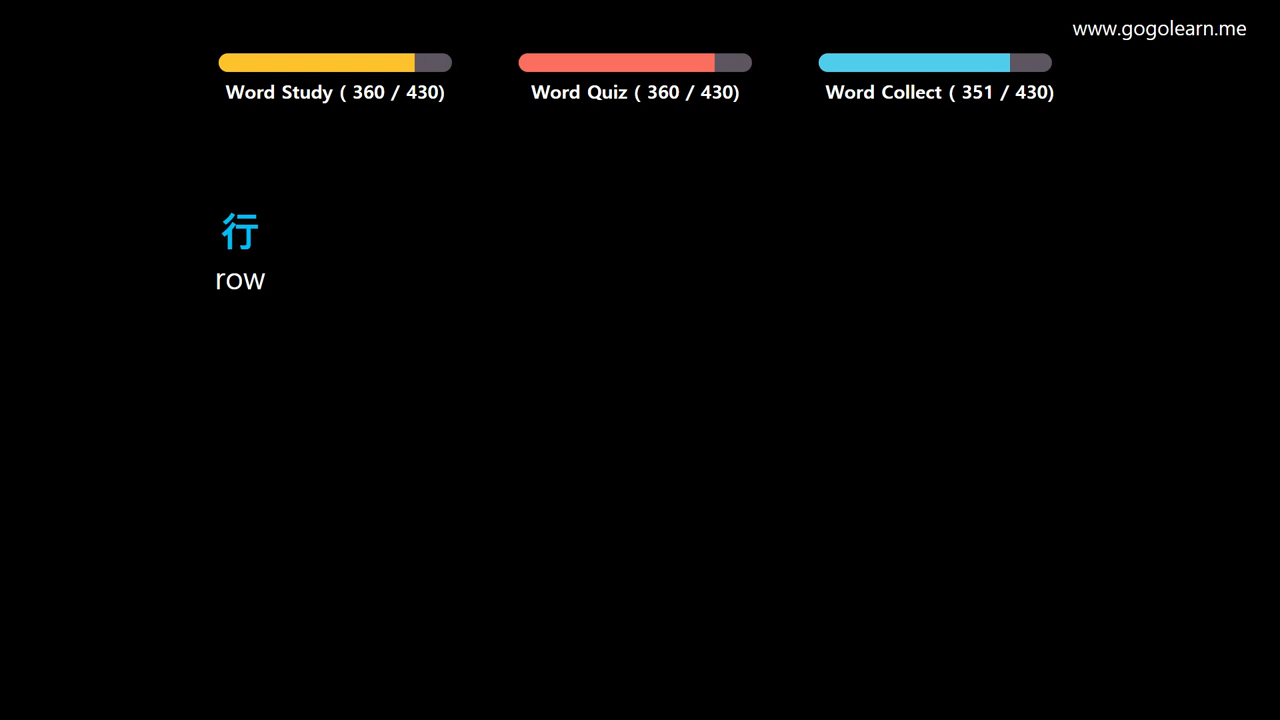 www.gogolearn.me
Word Study ( 360 / 430)
Word Quiz ( 360 / 430)
Word Collect ( 351 / 430)
行
row